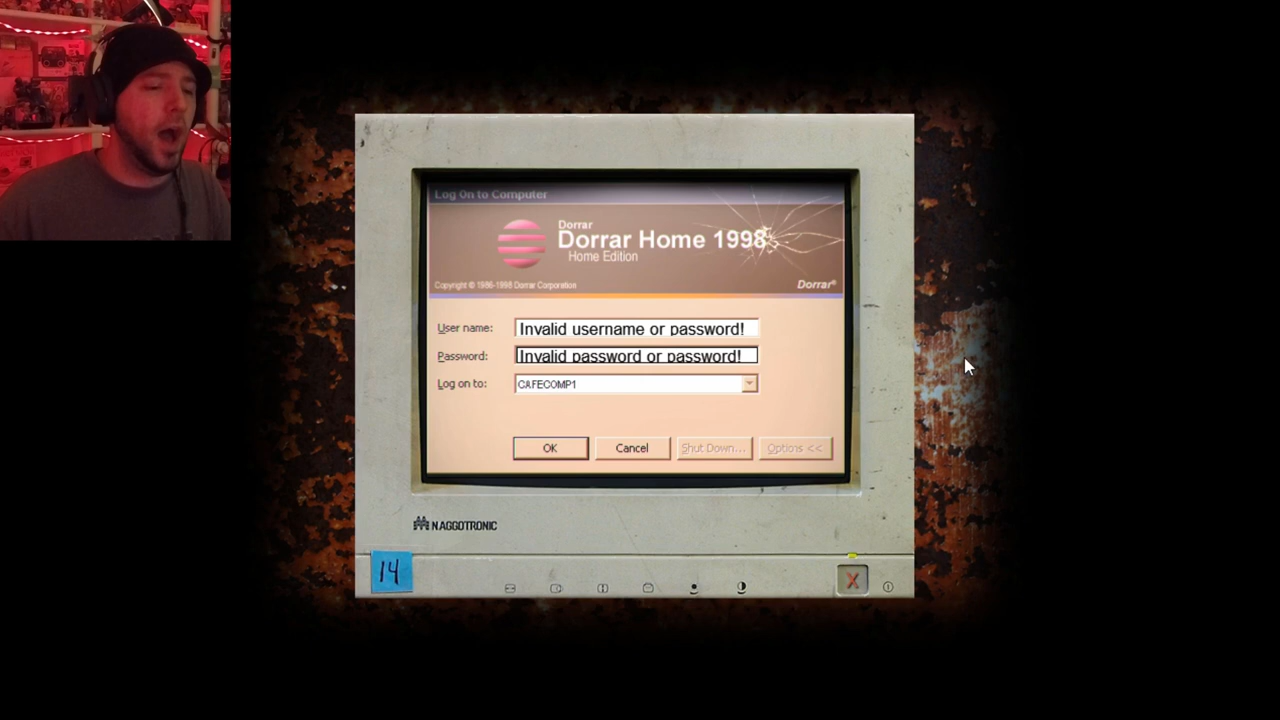 Log On to Computer
Dorrar
Dorrar Home 1998
Home Edition
Copyright © 1986-1998 Dorrar Corporation
Dorrar®
User name: Invalid username or password!
Password: Invalid password or password!
Log on to: CAFECOMP1
OK Cancel Shut Down... Options <<
NAGGOTRONIC
14
X